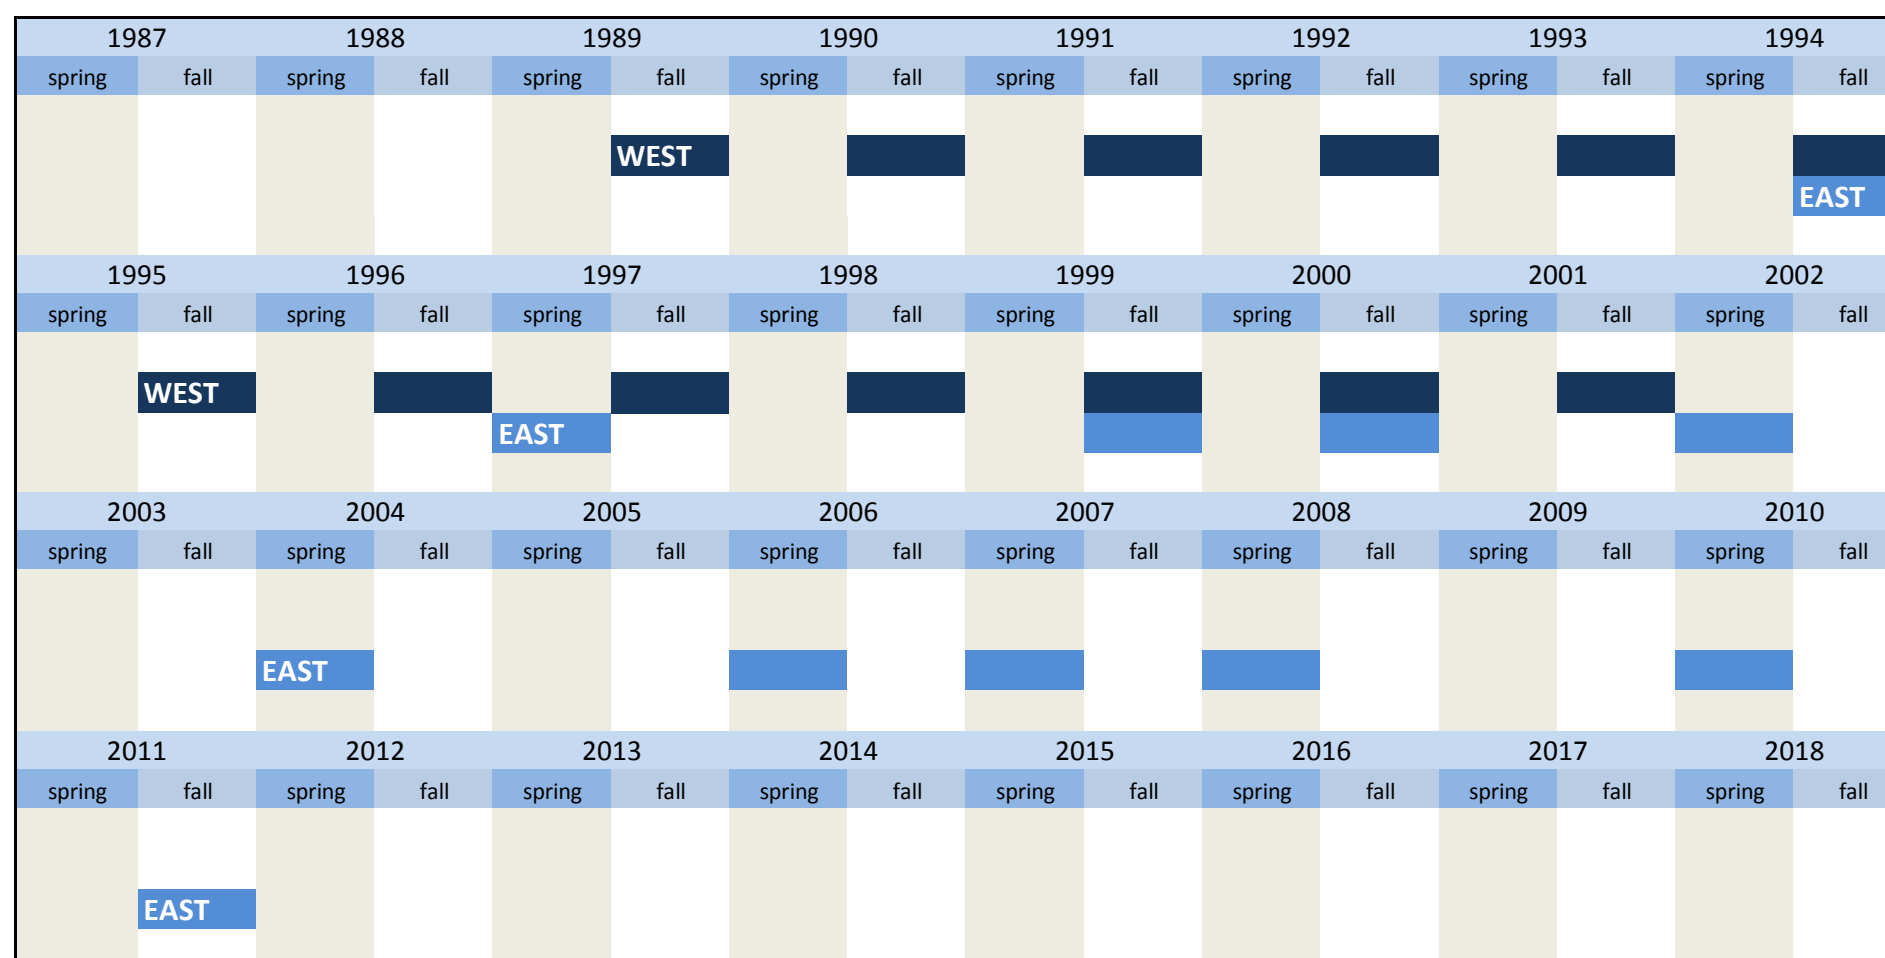 1987 1988 1989 1990 1991 1992 1993 1994
spring fall spring fall spring fall spring fall spring fall spring fall spring fall spring fall
WEST
EAST
1995 1996 1997 1998 1999 2000 2001 2002
spring fall spring fall spring fall spring fall spring fall spring fall spring fall spring fall
WEST
EAST
2003 2004 2005 2006 2007 2008 2009 2010
spring fall spring fall spring fall spring fall spring fall spring fall spring fall spring fall
EAST
2011 2012 2013 2014 2015 2016 2017 2018
spring fall spring fall spring fall spring fall spring fall spring fall spring fall spring fall
EAST